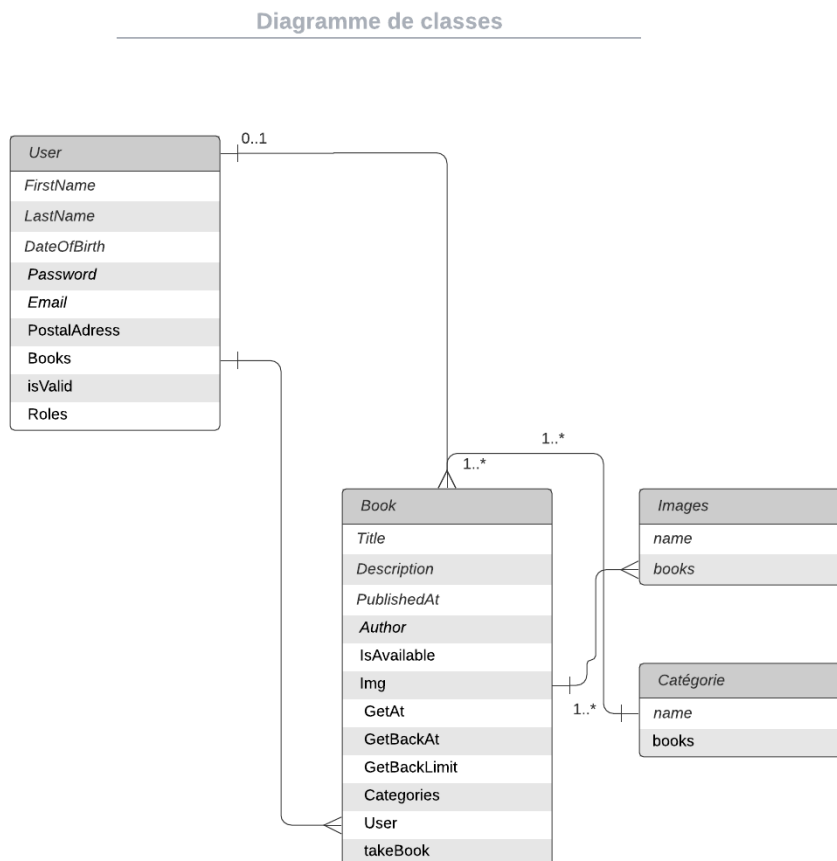 Diagramme de classes
0..1
User
FirstName
LastName
DateOfBirth
Password
Email
PostalAdress
Books
isValid
Roles
1..*
1..*
Book
Title
Description
PublishedAt
Author
IsAvailable
Img
GetAt
GetBackAt
GetBackLimit
Categories
User
takeBook
Images
name
books
1..*
Catégorie
name
books